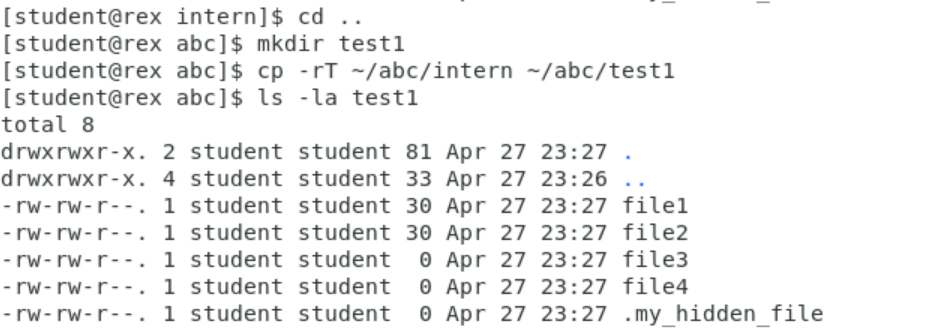 [student@rex intern]$ cd ..
[student@rex abc]$ mkdir test1
[student@rex abc]$ cp -rT ~/abc/intern ~/abc/test1
[student@rex abc]$ ls -la test1
total 8
drwxrwxr-x. 2 student student 81 Apr 27 23:27 .
drwxrwxr-x. 4 student student 33 Apr 27 23:26 ..
-rw-rw-r--. 1 student student 30 Apr 27 23:27 file1
-rw-rw-r--. 1 student student 30 Apr 27 23:27 file2
-rw-rw-r--. 1 student student  0 Apr 27 23:27 file3
-rw-rw-r--. 1 student student  0 Apr 27 23:27 file4
-rw-rw-r--. 1 student student  0 Apr 27 23:27 .my_hidden_file